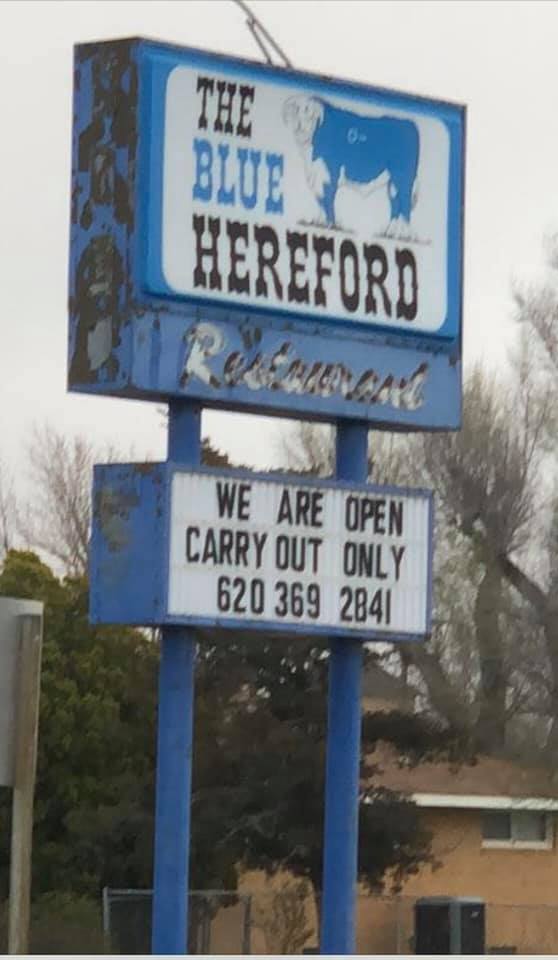 THE
BLUE
HEREFORD
Restaurant
WE ARE OPEN
CARRY OUT ONLY
620 369 2841